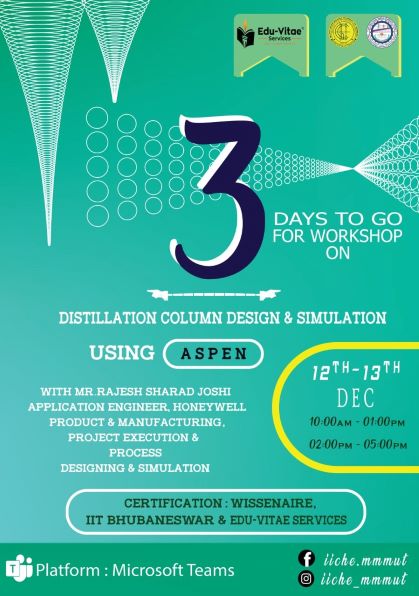 Edu-Vitae
Services
3
DAYS TO GO
FOR WORKSHOP
ON
DISTILLATION COLUMN DESIGN & SIMULATION
USING ASPEN
WITH MR.RAJESH SHARAD JOSHI
APPLICATION ENGINEER, HONEYWELL
PRODUCT & MANUFACTURING,
PROJECT EXECUTION &
PROCESS
DESIGNING & SIMULATION
12TH-13TH
DEC
10:00AM - 01:00PM
02:00PM - 05:00PM
CERTIFICATION : WISSENAIRE,
IIT BHUBANESWAR & EDU-VITAE SERVICES
Platform : Microsoft Teams
iiche.mmmut
iiche_mmmut